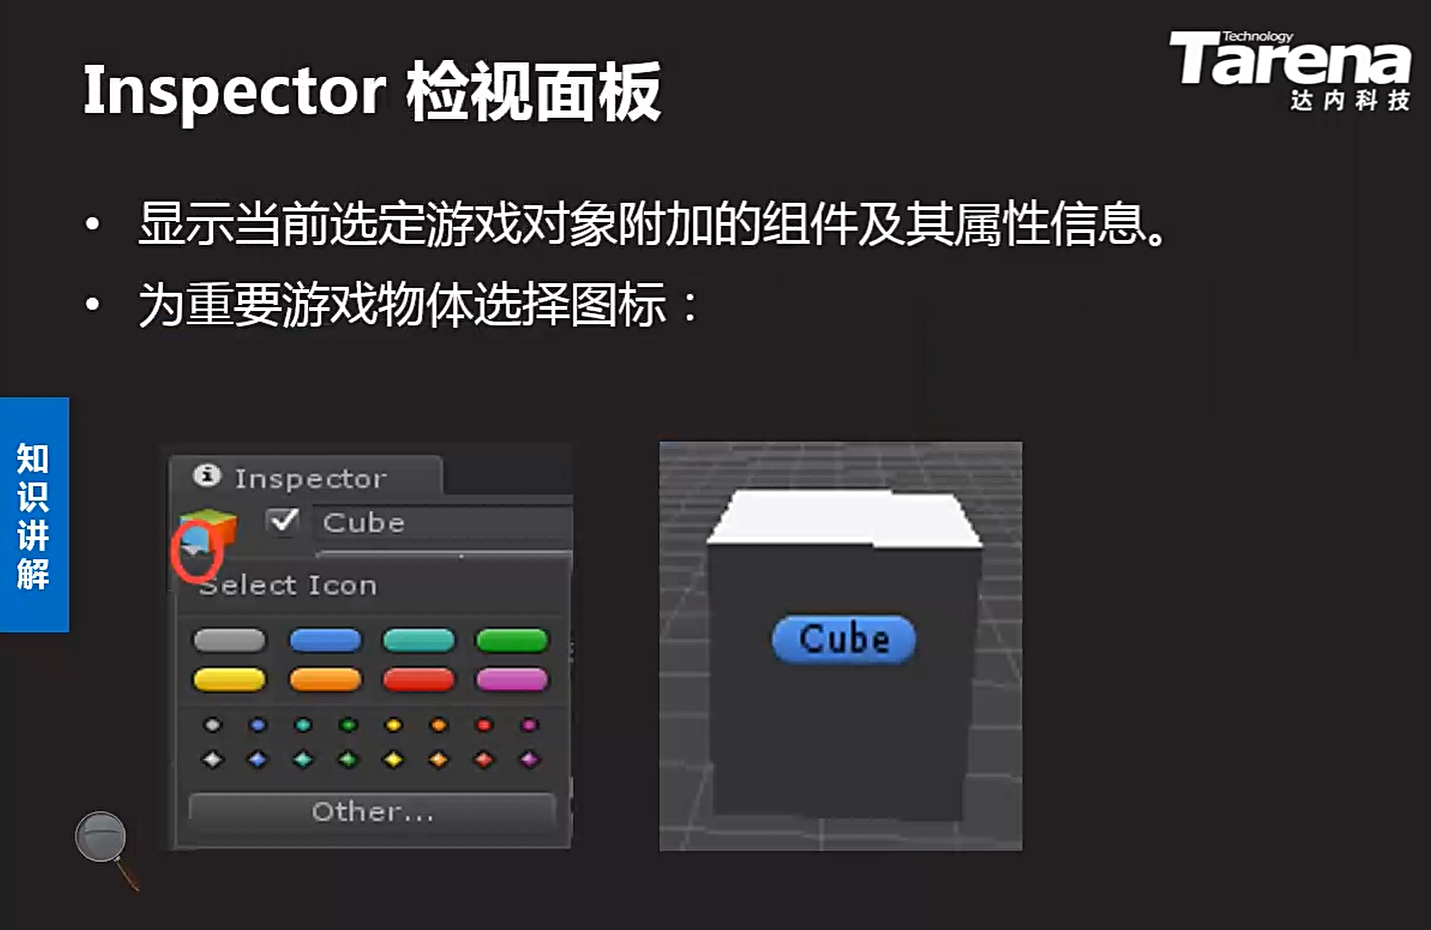 Technology
Tarena
达内科技
Inspector 检视面板
• 显示当前选定游戏对象附加的组件及其属性信息。
• 为重要游戏物体选择图标：
知识讲解
Inspector
Cube
Select Icon
Other...
Cube